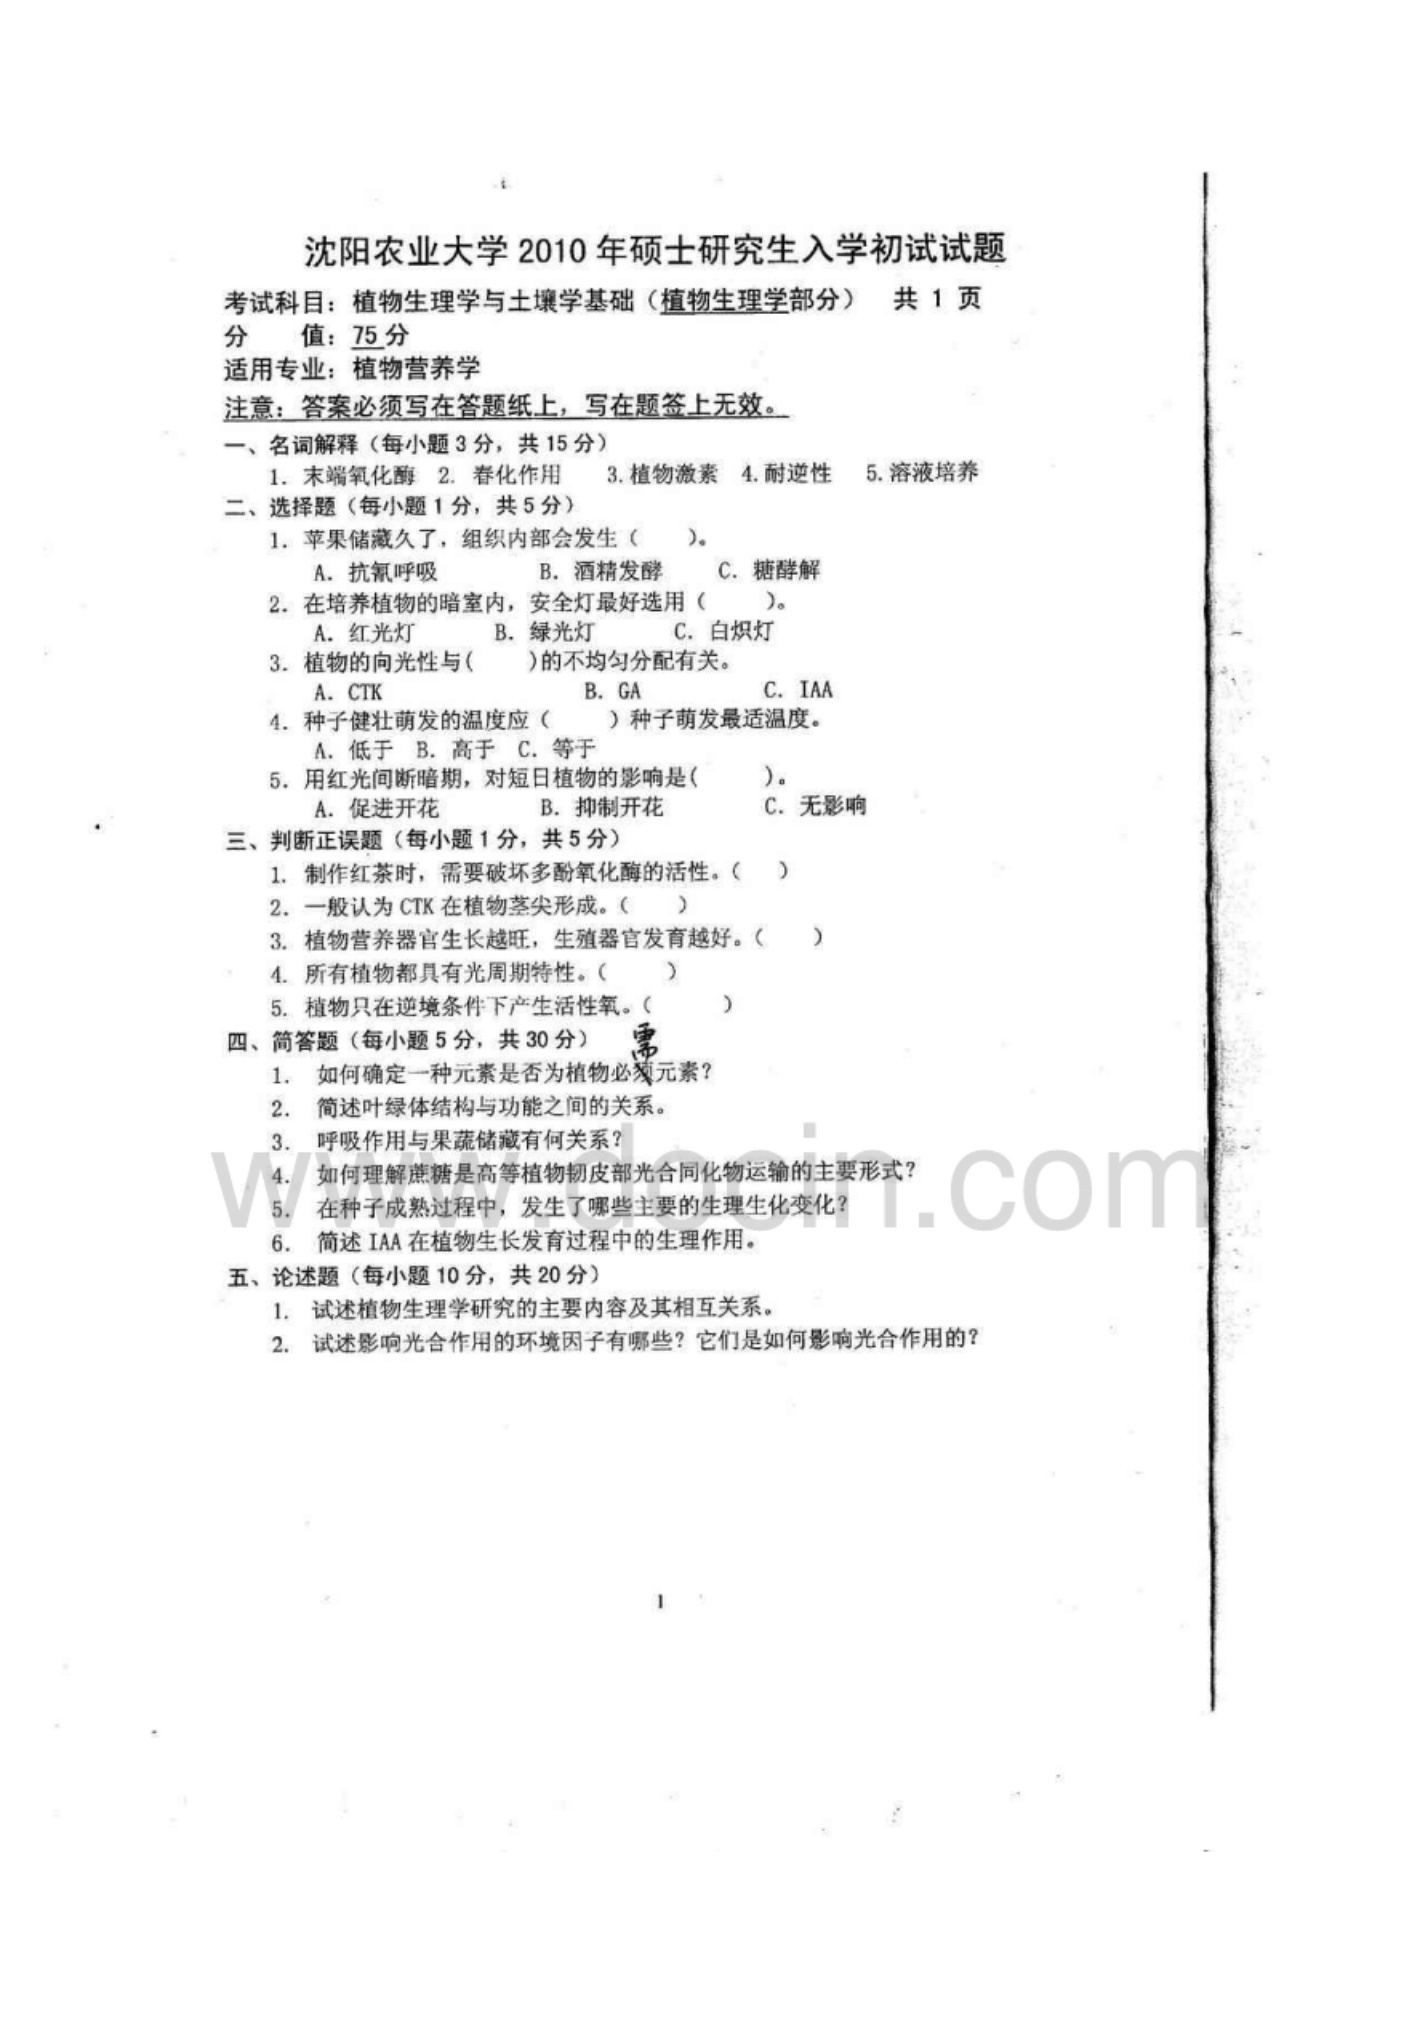 沈阳农业大学 2010 年硕士研究生入学初试试题
考试科目：植物生理学与土壤学基础（植物生理学部分） 共 1 页
分 值：75 分
适用专业：植物营养学
注意：答案必须写在答题纸上，写在题签上无效。
一、名词解释（每小题 3 分，共 15 分）
1. 末端氧化酶 2. 春化作用 3. 植物激素 4. 耐逆性 5. 溶液培养
二、选择题（每小题 1 分，共 5 分）
1. 苹果储藏久了，组织内部会发生（ ）。
A. 抗氰呼吸 B. 酒精发酵 C. 糖酵解
2. 在培养植物的暗室内，安全灯最好选用（ ）。
A. 红光灯 B. 绿光灯 C. 白炽灯
3. 植物的向光性与( )的不均匀分配有关。
A. CTK B. GA C. IAA
4. 种子健壮萌发的温度应（ ）种子萌发最适温度。
A. 低于 B. 高于 C. 等于
5. 用红光间断暗期，对短日植物的影响是( )。
A. 促进开花 B. 抑制开花 C. 无影响
三、判断正误题（每小题 1 分，共 5 分）
1. 制作红茶时，需要破坏多酚氧化酶的活性。（ ）
2. 一般认为 CTK 在植物茎尖形成。（ ）
3. 植物营养器官生长越旺，生殖器官发育越好。（ ）
4. 所有植物都具有光周期特性。（ ）
5. 植物只在逆境条件下产生活性氧。（ ）
四、简答题（每小题 5 分，共 30 分）
需
1. 如何确定一种元素是否为植物必须元素？
2. 简述叶绿体结构与功能之间的关系。
3. 呼吸作用与果蔬储藏有何关系？
www.docin.com
4. 如何理解蔗糖是高等植物韧皮部光合同化物运输的主要形式？
5. 在种子成熟过程中，发生了哪些主要的生理生化变化？
6. 简述 IAA 在植物生长发育过程中的生理作用。
五、论述题（每小题 10 分，共 20 分）
1. 试述植物生理学研究的主要内容及其相互关系。
2. 试述影响光合作用的环境因子有哪些？它们是如何影响光合作用的？
1